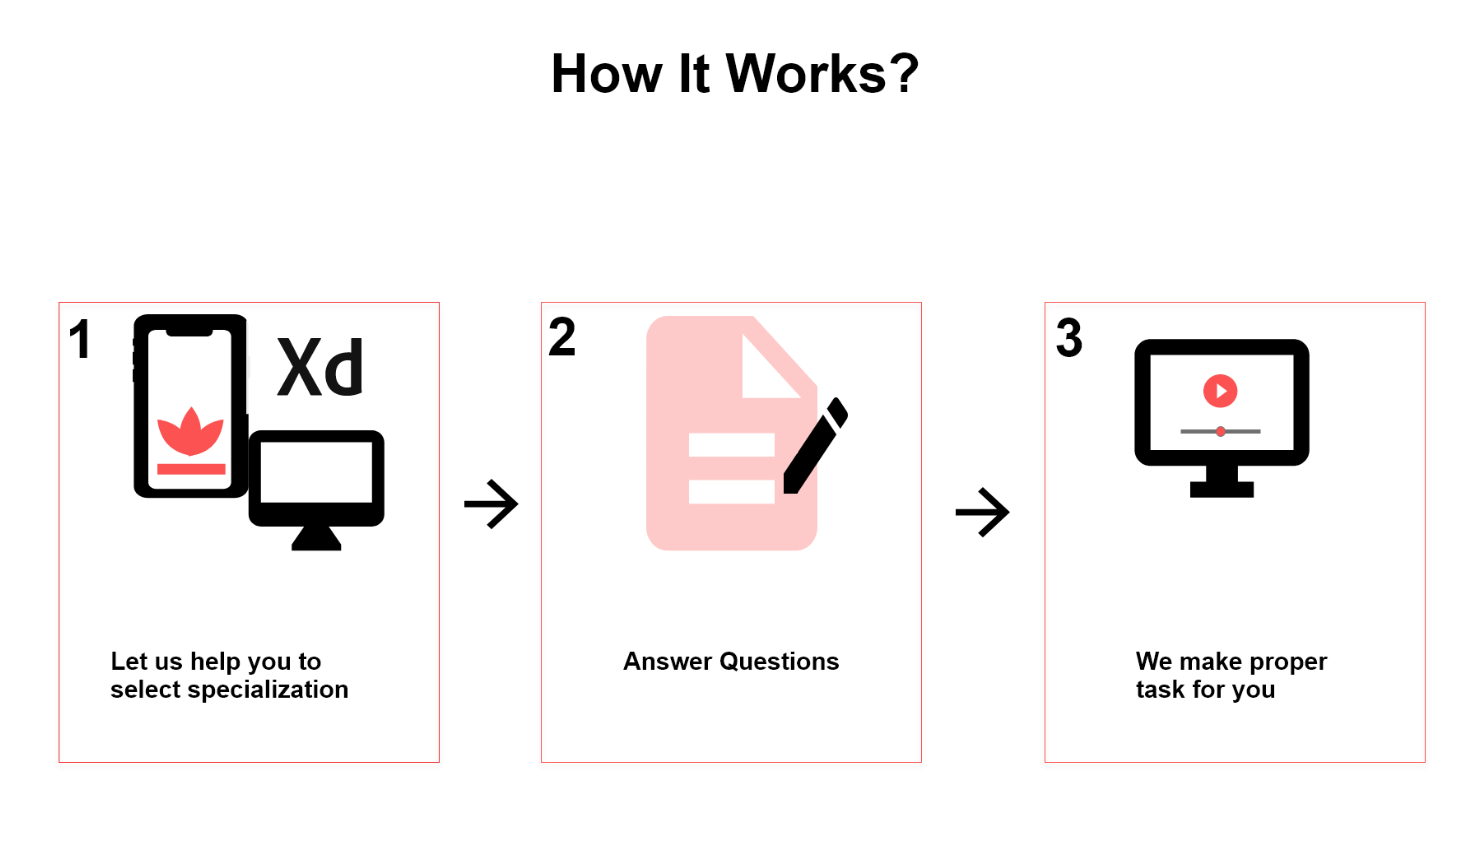 How It Works?
1
Xd
Let us help you to
select specialization
2
Answer Questions
3
We make proper
task for you